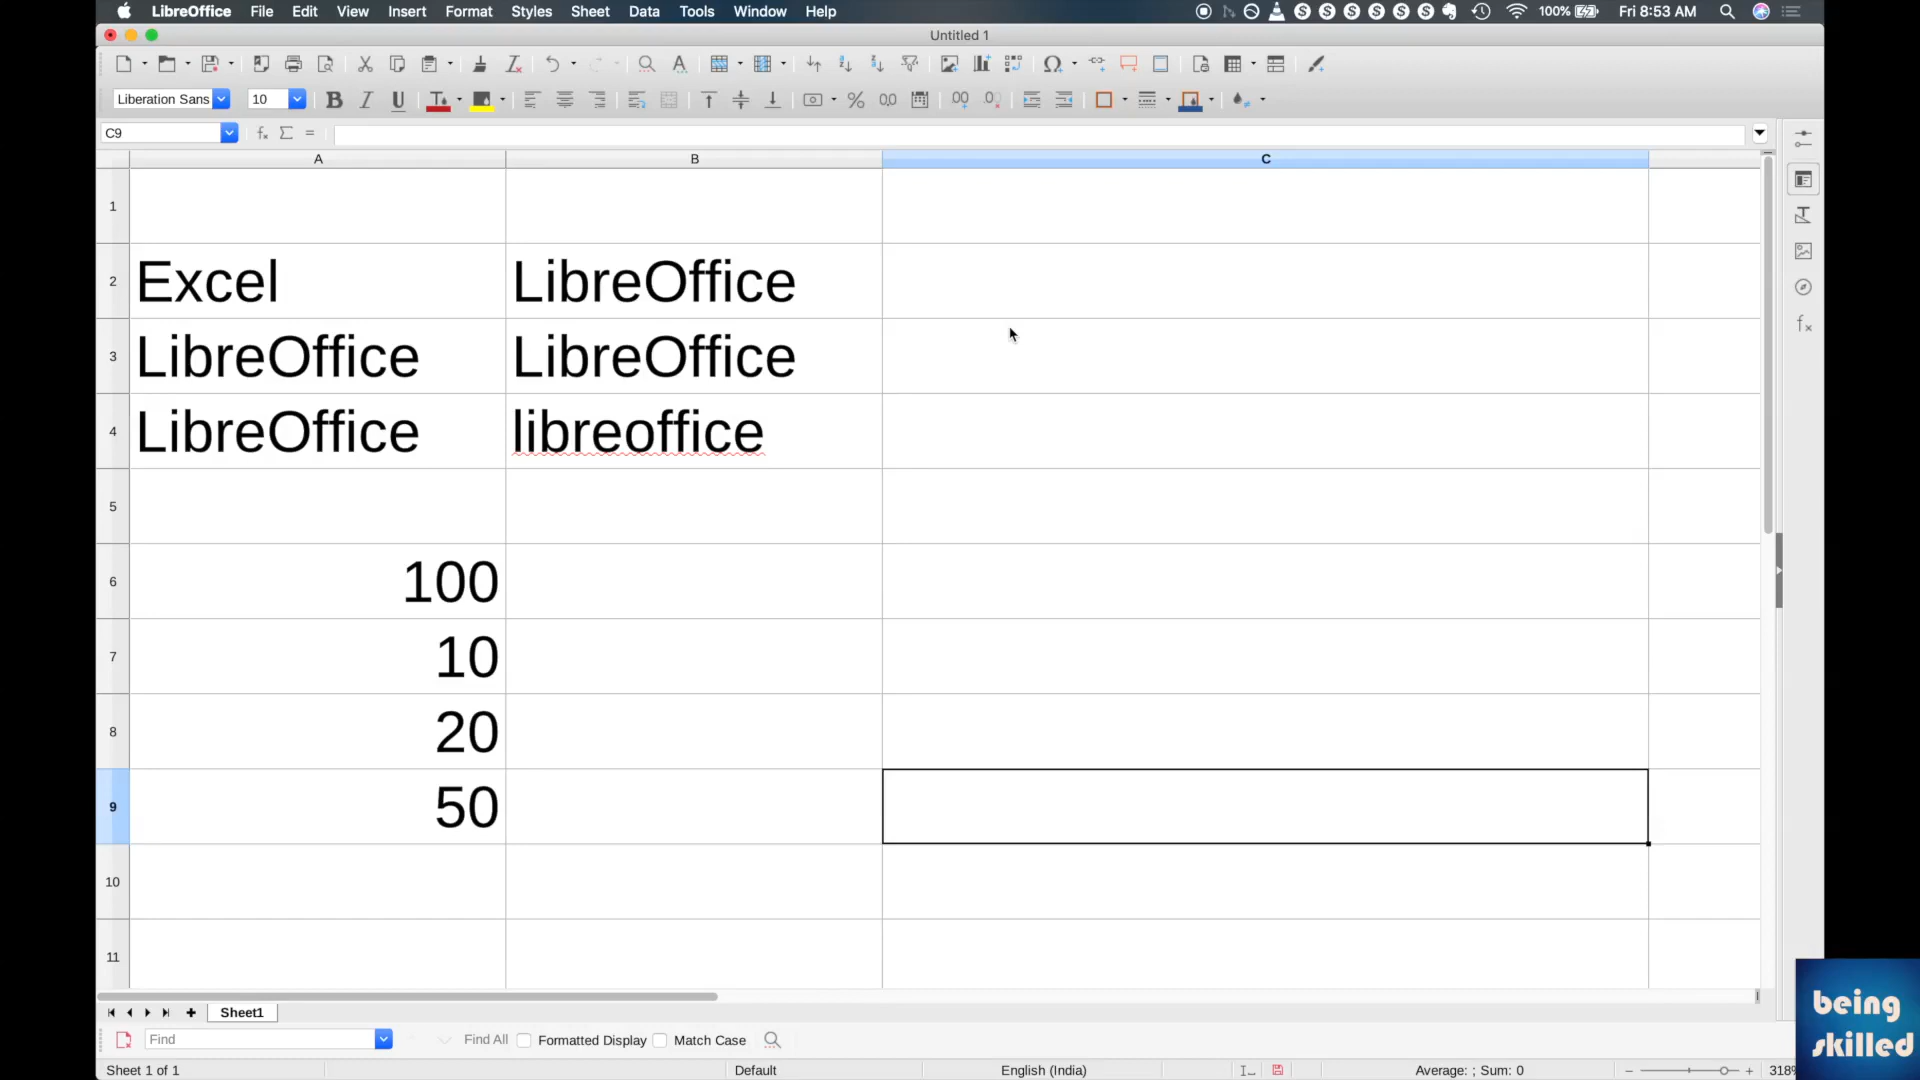 LibreOffice File Edit View Insert Format Styles Sheet Data Tools Window Help 100% Fri 8:53 AM
Untitled 1
Liberation Sans 10
C9
A B C
1
2 Excel LibreOffice
3 LibreOffice LibreOffice
4 LibreOffice libreoffice
5
6 100
7 10
8 20
9 50
10
11
Sheet1
Find Find All Formatted Display Match Case
Sheet 1 of 1 Default English (India) Average: ; Sum: 0 318%
being
skilled